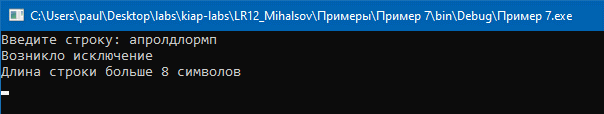 C:\Users\paul\Desktop\labs\kiap-labs\LR12_Mihalsov\Примеры\Пример 7\bin\Debug\Пример 7.exe
Введите строку: апролдлормп
Возникло исключение
Длина строки больше 8 символов